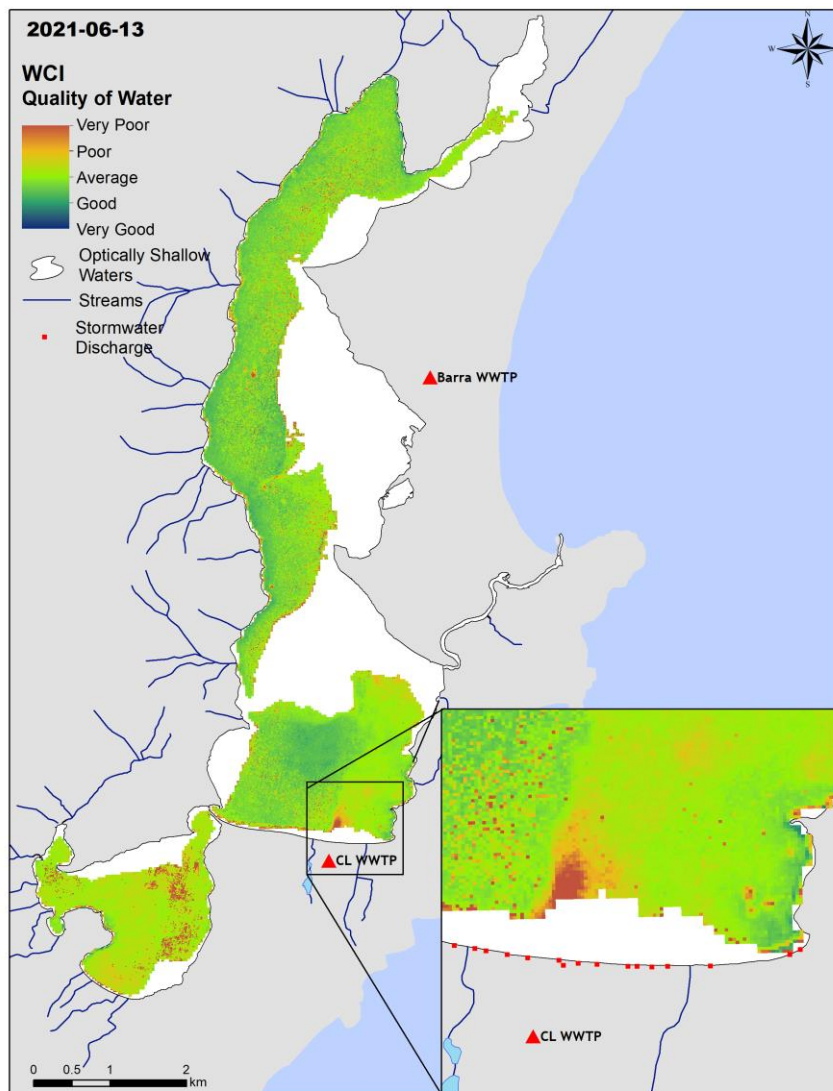 2021-06-13
WCI
Quality of Water
Very Poor
Poor
Average
Good
Very Good
Optically Shallow
Waters
Streams
Stormwater
Discharge
N
W
E
S
Barra WWTP
CL WWTP
CL WWTP
0 0.5 1 2
km